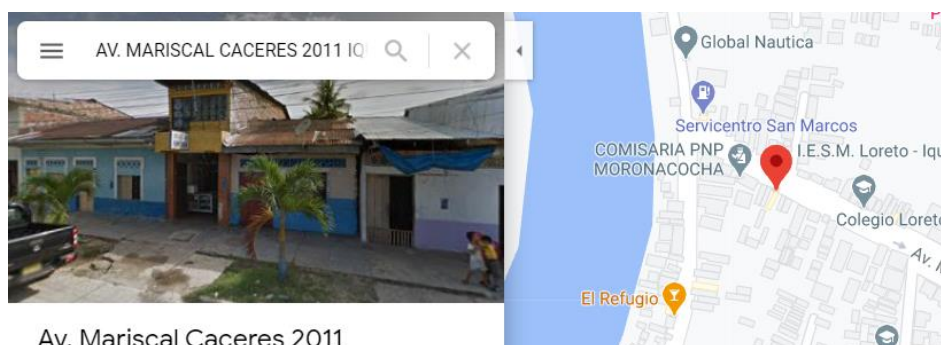 AV. MARISCAL CACERES 2011
Av. Mariscal Caceres 2011
Global Nautica
Servicentro San Marcos
COMISARIA PNP
MORONACOCHA
I.E.S.M. Loreto - Iqu
Colegio Loreto
Av.
El Refugio